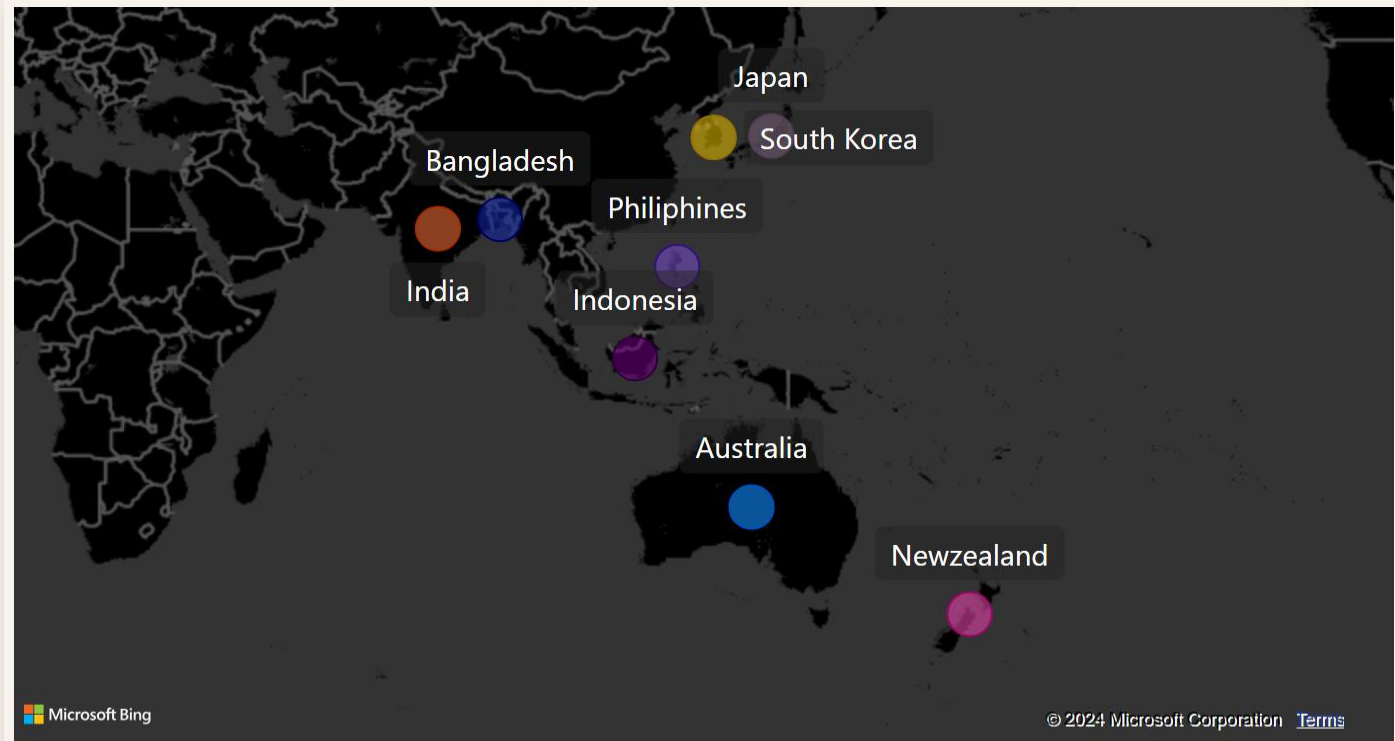 Japan
South Korea
Bangladesh
Philiphines
India
Indonesia
Australia
Newzealand
Microsoft Bing
© 2024 Microsoft Corporation Terms